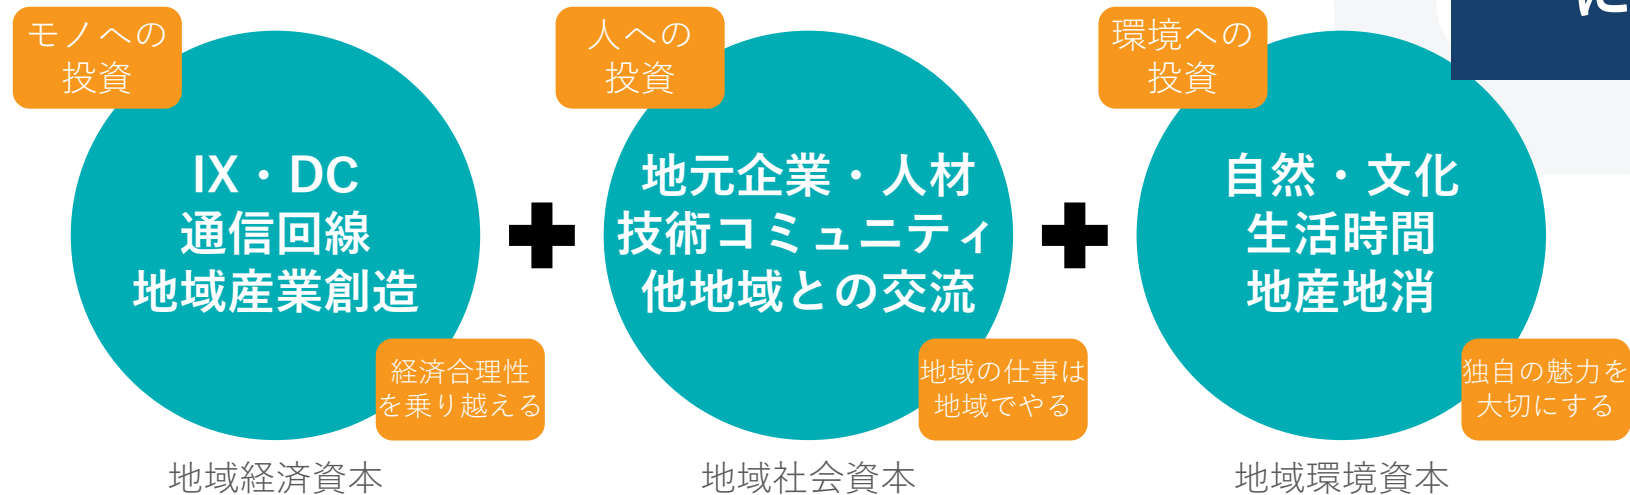 モノへの
投資
IX・DC
通信回線
地域産業創造
経済合理性
を乗り越える
地域経済資本
人への
投資
地元企業・人材
技術コミュニティ
他地域との交流
地域の仕事は
地域でやる
地域社会資本
環境への
投資
自然・文化
生活時間
地産地消
独自の魅力を
大切にする
地域環境資本